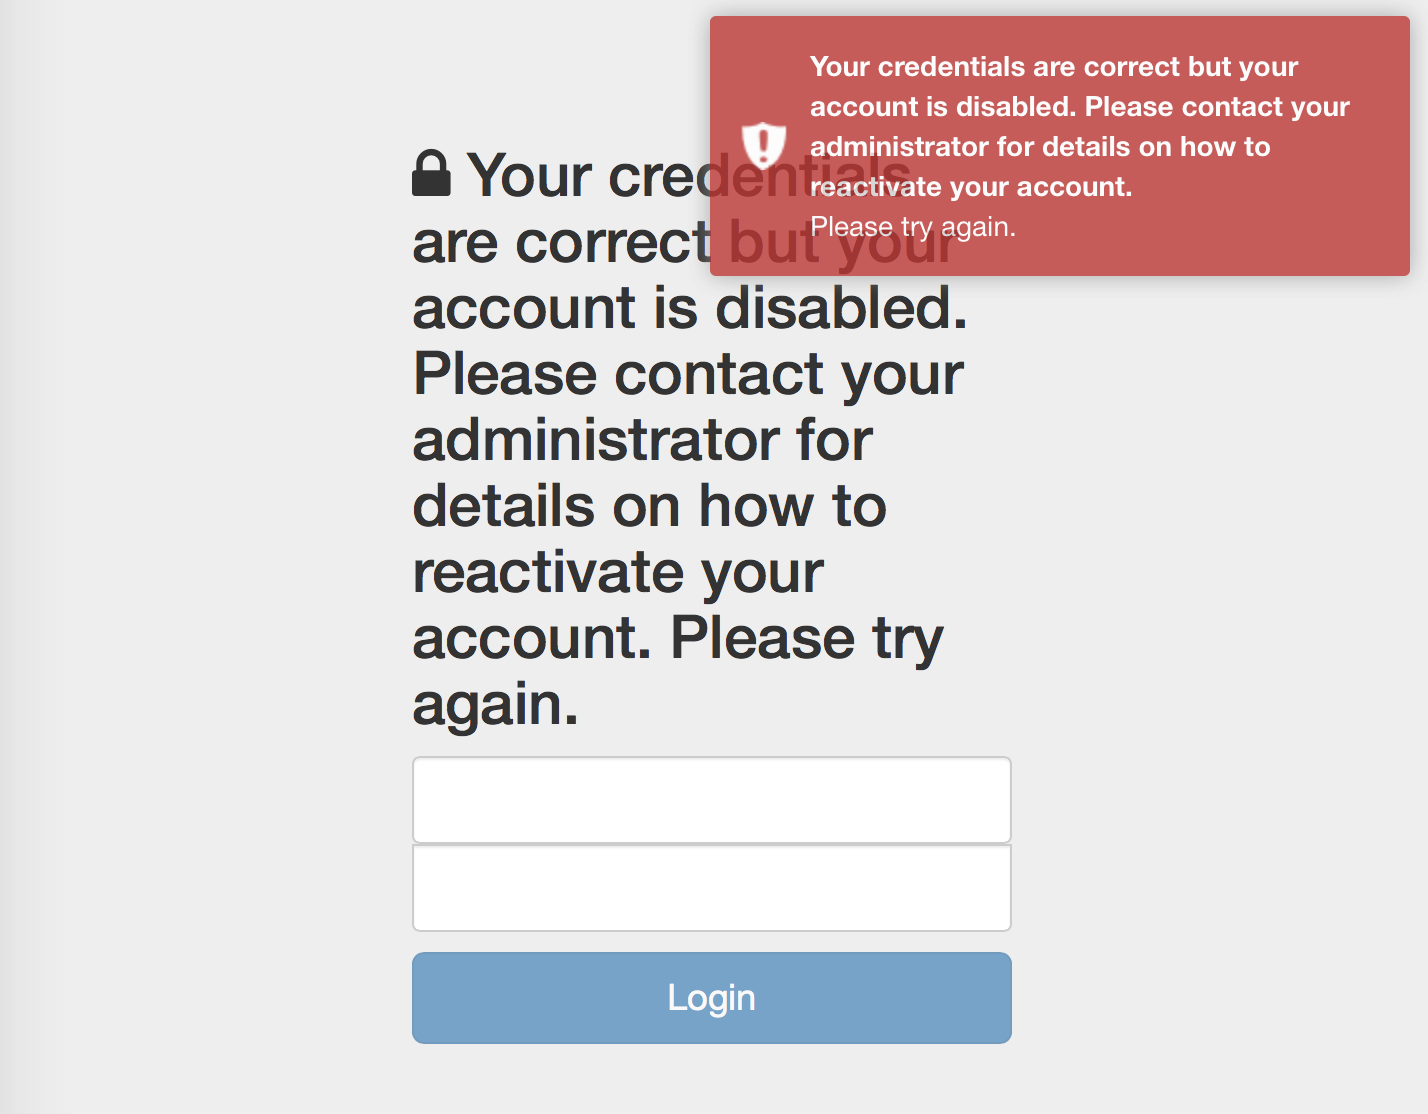 Your credentials are correct but your
account is disabled. Please contact your
administrator for details on how to
reactivate your account.
Please try again.
Your credentials
are correct but your
account is disabled.
Please contact your
administrator for
details on how to
reactivate your
account. Please try
again.
Login